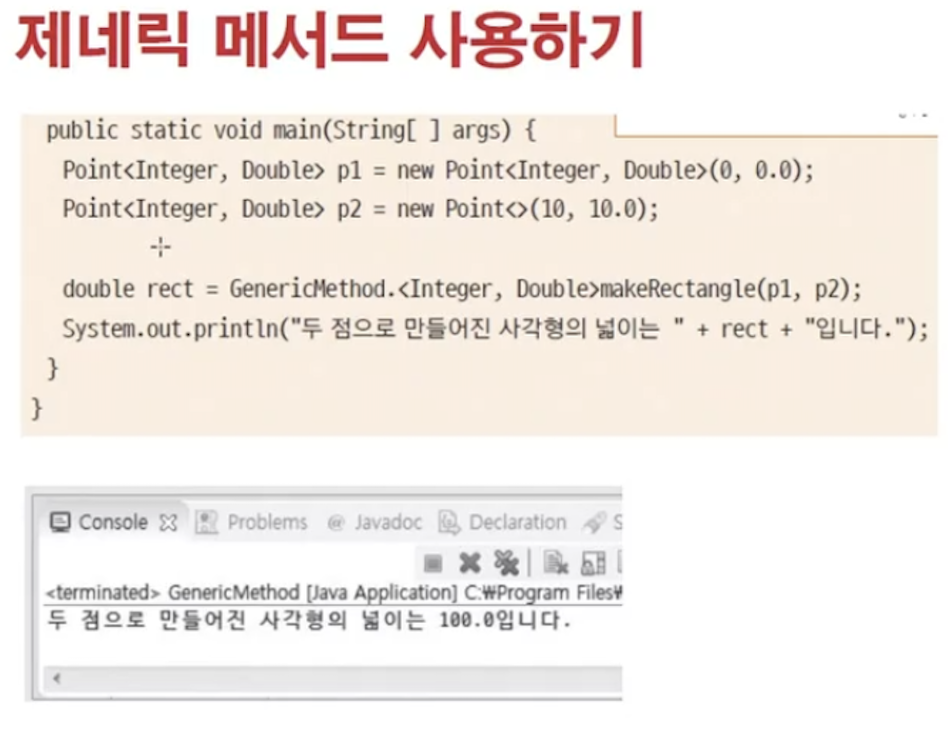 제네릭 메서드 사용하기
public static void main(String[ ] args) {
Point<Integer, Double> p1 = new Point<Integer, Double>(0, 0.0);
Point<Integer, Double> p2 = new Point<>(10, 10.0);
double rect = GenericMethod.<Integer, Double>makeRectangle(p1, p2);
System.out.println("두 점으로 만들어진 사각형의 넓이는 " + rect + "입니다.");
}
}
Console Problems @ Javadoc Declaration S
<terminated> GenericMethod [Java Application] C:₩Program Files₩
두 점으로 만들어진 사각형의 넓이는 100.0입니다.